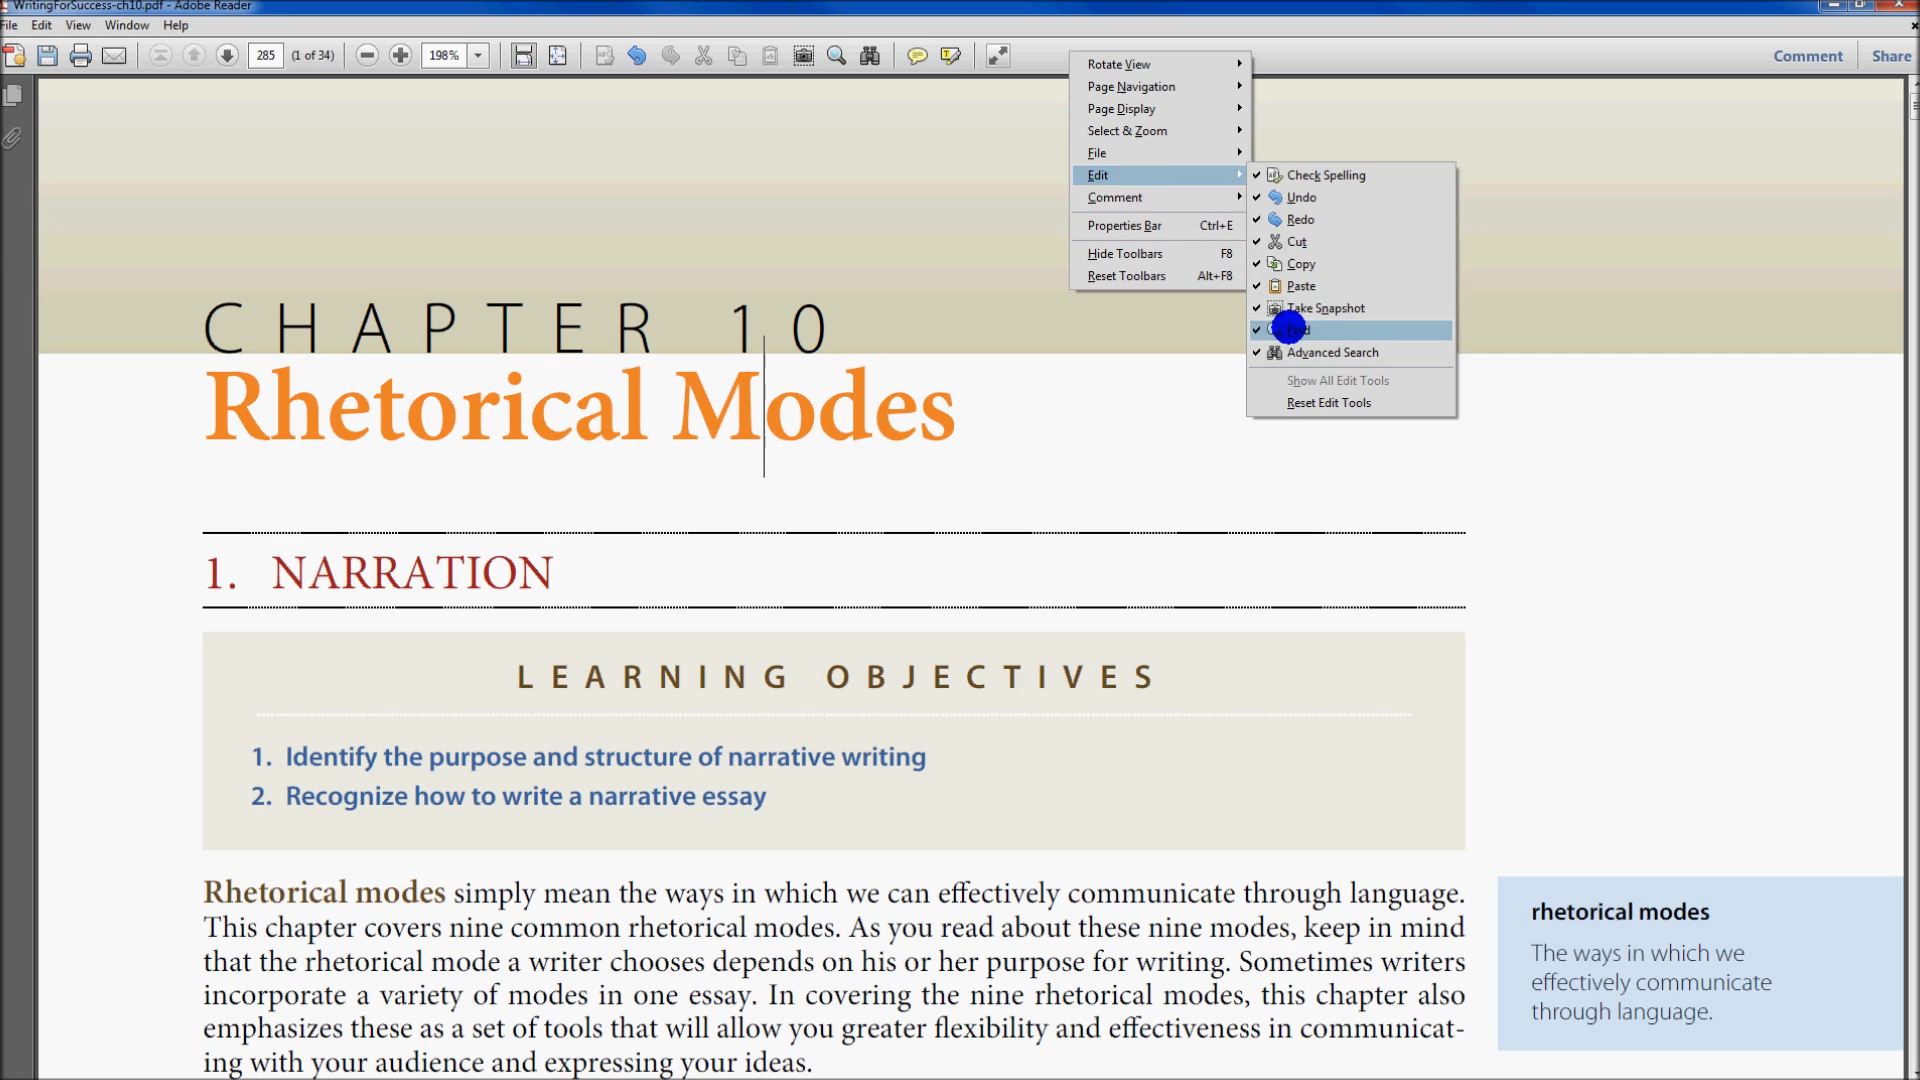 WritingForSuccess-ch10.pdf - Adobe Reader
File Edit View Window Help
285 (1 of 34) 198% Comment Share
Rotate View
Page Navigation
Page Display
Select & Zoom
File
Edit
Comment
Properties Bar Ctrl+E
Hide Toolbars F8
Reset Toolbars Alt+F8
Check Spelling
Undo
Redo
Cut
Copy
Paste
Take Snapshot
Find
Advanced Search
Show All Edit Tools
Reset Edit Tools
CHAPTER 10
Rhetorical Modes
1. NARRATION
LEARNING OBJECTIVES
1. Identify the purpose and structure of narrative writing
2. Recognize how to write a narrative essay
Rhetorical modes simply mean the ways in which we can effectively communicate through language.
This chapter covers nine common rhetorical modes. As you read about these nine modes, keep in mind
that the rhetorical mode a writer chooses depends on his or her purpose for writing. Sometimes writers
incorporate a variety of modes in one essay. In covering the nine rhetorical modes, this chapter also
emphasizes these as a set of tools that will allow you greater flexibility and effectiveness in communicat-
ing with your audience and expressing your ideas.
rhetorical modes
The ways in which we
effectively communicate
through language.